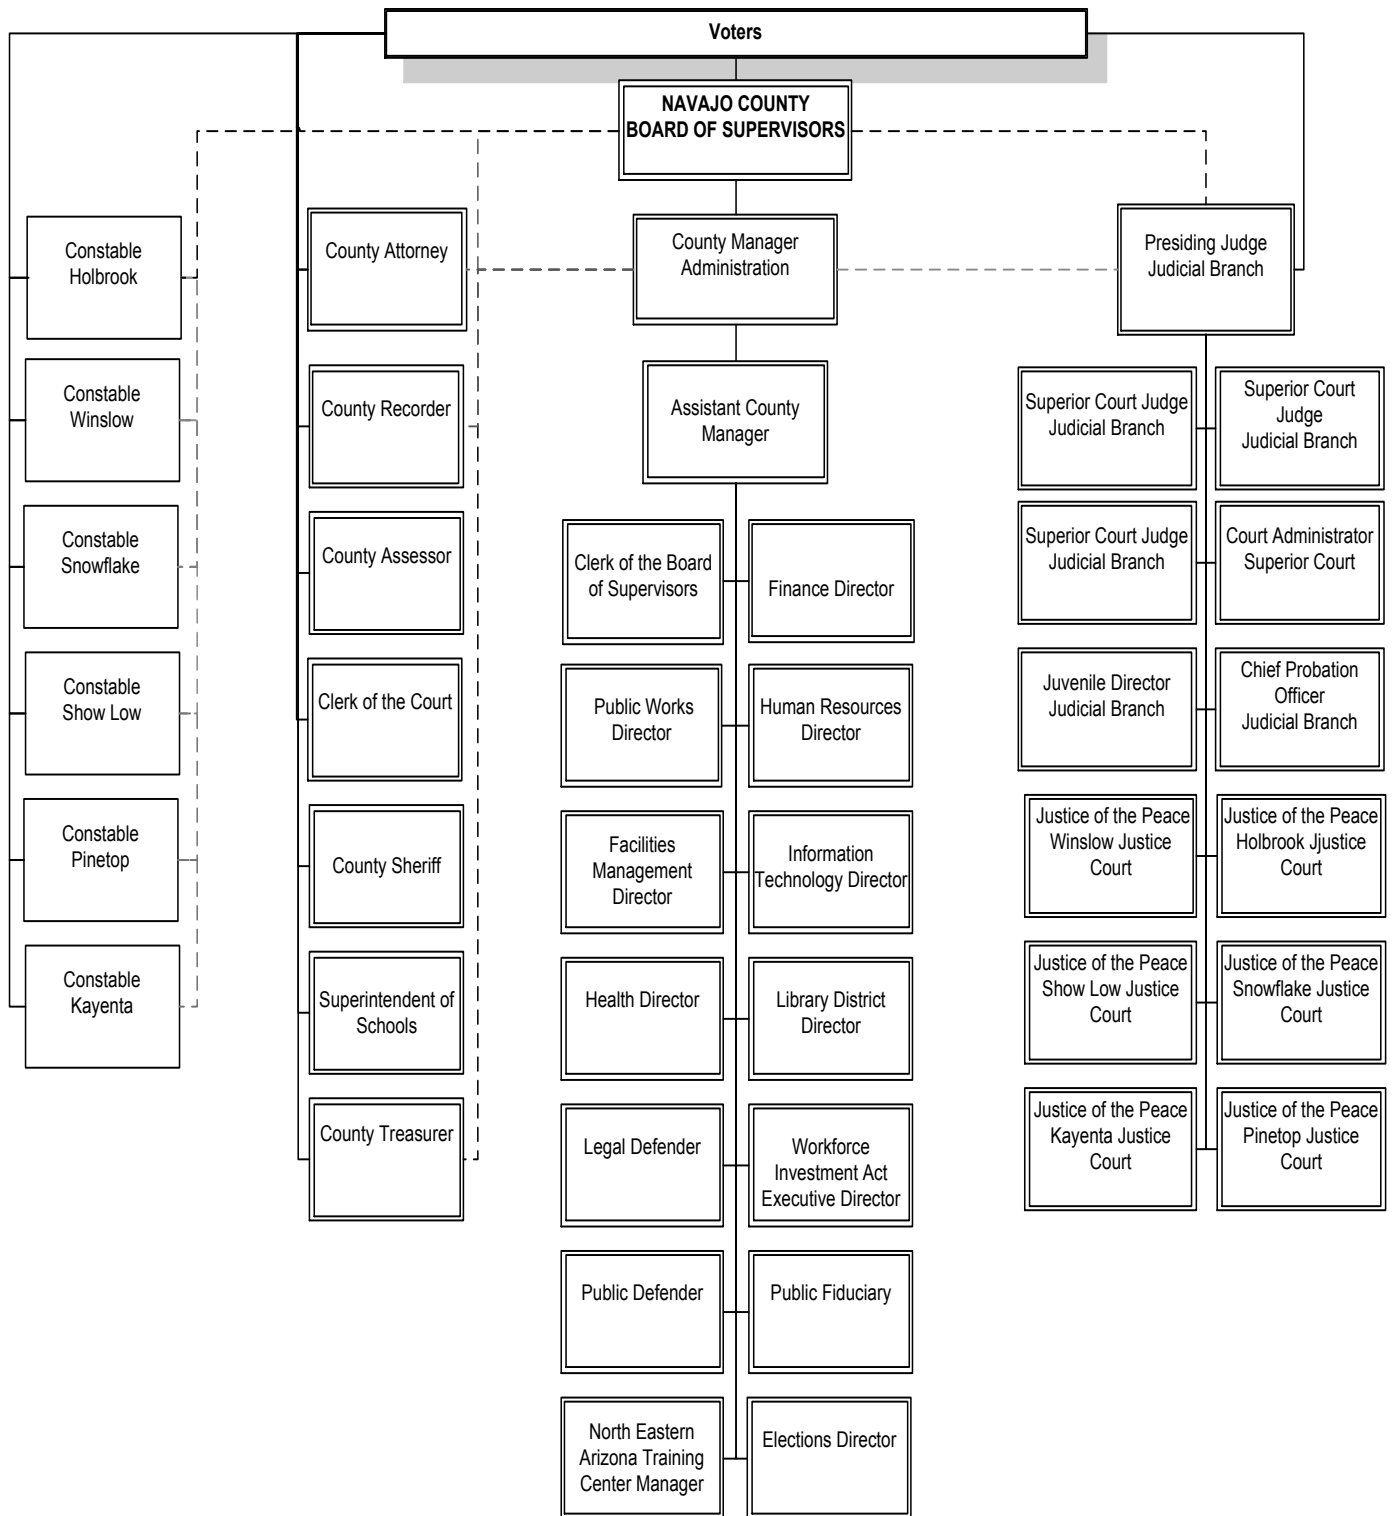 Voters
NAVAJO COUNTY
BOARD OF SUPERVISORS
Constable
Holbrook
Constable
Winslow
Constable
Snowflake
Constable
Show Low
Constable
Pinetop
Constable
Kayenta
County Attorney
County Recorder
County Assessor
Clerk of the Court
County Sheriff
Superintendent of
Schools
County Treasurer
County Manager
Administration
Assistant County
Manager
Clerk of the Board
of Supervisors
Finance Director
Public Works
Director
Human Resources
Director
Facilities
Management
Director
Information
Technology Director
Health Director
Library District
Director
Legal Defender
Workforce
Investment Act
Executive Director
Public Defender
Public Fiduciary
North Eastern
Arizona Training
Center Manager
Elections Director
Presiding Judge
Judicial Branch
Superior Court Judge
Judicial Branch
Superior Court
Judge
Judicial Branch
Superior Court Judge
Judicial Branch
Court Administrator
Superior Court
Juvenile Director
Judicial Branch
Chief Probation
Officer
Judicial Branch
Justice of the Peace
Winslow Justice
Court
Justice of the Peace
Holbrook Jjustice
Court
Justice of the Peace
Show Low Justice
Court
Justice of the Peace
Snowflake Justice
Court
Justice of the Peace
Kayenta Justice
Court
Justice of the Peace
Pinetop Justice
Court